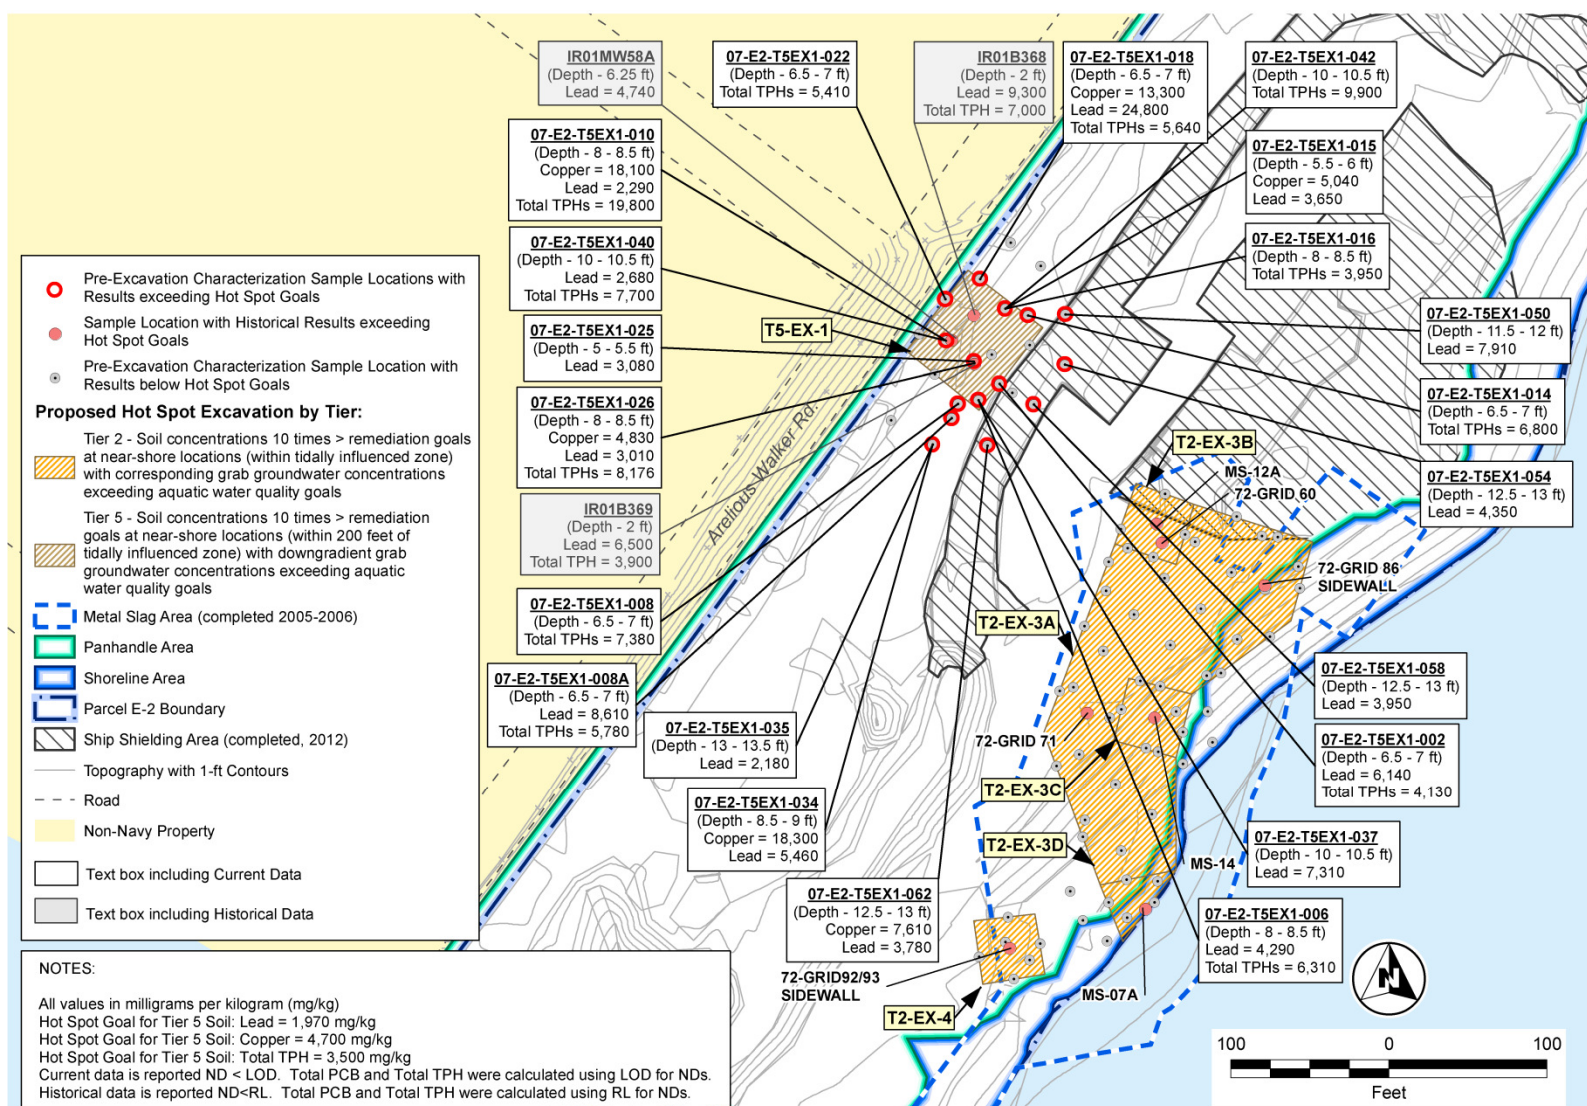 IR01MW58A
(Depth - 6.25 ft)
Lead = 4,740
07-E2-T5EX1-022
(Depth - 6.5 - 7 ft)
Total TPHs = 5,410
IR01B368
(Depth - 2 ft)
Lead = 9,300
Total TPH = 7,000
07-E2-T5EX1-018
(Depth - 6.5 - 7 ft)
Copper = 13,300
Lead = 24,800
Total TPHs = 5,640
07-E2-T5EX1-042
(Depth - 10 - 10.5 ft)
Total TPHs = 9,900
07-E2-T5EX1-010
(Depth - 8 - 8.5 ft)
Copper = 18,100
Lead = 2,290
Total TPHs = 19,800
07-E2-T5EX1-015
(Depth - 5.5 - 6 ft)
Copper = 5,040
Lead = 3,650
07-E2-T5EX1-040
(Depth - 10 - 10.5 ft)
Lead = 2,680
Total TPHs = 7,700
07-E2-T5EX1-016
(Depth - 8 - 8.5 ft)
Total TPHs = 3,950
07-E2-T5EX1-025
(Depth - 5 - 5.5 ft)
Lead = 3,080
T5-EX-1
07-E2-T5EX1-050
(Depth - 11.5 - 12 ft)
Lead = 7,910
07-E2-T5EX1-026
(Depth - 8 - 8.5 ft)
Copper = 4,830
Lead = 3,010
Total TPHs = 8,176
07-E2-T5EX1-014
(Depth - 6.5 - 7 ft)
Total TPHs = 6,800
Arelious Walker Rd.
07-E2-T5EX1-054
(Depth - 12.5 - 13 ft)
Lead = 4,350
IR01B369
(Depth - 2 ft)
Lead = 6,500
Total TPH = 3,900
T2-EX-3B
MS-12A
72-GRID 60
72-GRID 86
SIDEWALL
07-E2-T5EX1-008
(Depth - 6.5 - 7 ft)
Total TPHs = 7,380
T2-EX-3A
07-E2-T5EX1-008A
(Depth - 6.5 - 7 ft)
Lead = 8,610
Total TPHs = 5,780
07-E2-T5EX1-058
(Depth - 12.5 - 13 ft)
Lead = 3,950
07-E2-T5EX1-035
(Depth - 13 - 13.5 ft)
Lead = 2,180
72-GRID 71
07-E2-T5EX1-002
(Depth - 6.5 - 7 ft)
Lead = 6,140
Total TPHs = 4,130
T2-EX-3C
07-E2-T5EX1-034
(Depth - 8.5 - 9 ft)
Copper = 18,300
Lead = 5,460
T2-EX-3D
MS-14
07-E2-T5EX1-037
(Depth - 10 - 10.5 ft)
Lead = 7,310
07-E2-T5EX1-062
(Depth - 12.5 - 13 ft)
Copper = 7,610
Lead = 3,780
07-E2-T5EX1-006
(Depth - 8 - 8.5 ft)
Lead = 4,290
Total TPHs = 6,310
72-GRID92/93
SIDEWALL
MS-07A
T2-EX-4
N
100 0 100
Feet
Pre-Excavation Characterization Sample Locations with
Results exceeding Hot Spot Goals
Sample Location with Historical Results exceeding
Hot Spot Goals
Pre-Excavation Characterization Sample Location with
Results below Hot Spot Goals
Proposed Hot Spot Excavation by Tier:
Tier 2 - Soil concentrations 10 times > remediation goals
at near-shore locations (within tidally influenced zone)
with corresponding grab groundwater concentrations
exceeding aquatic water quality goals
Tier 5 - Soil concentrations 10 times > remediation
goals at near-shore locations (within 200 feet of
tidally influenced zone) with downgradient grab
groundwater concentrations exceeding aquatic
water quality goals
Metal Slag Area (completed 2005-2006)
Panhandle Area
Shoreline Area
Parcel E-2 Boundary
Ship Shielding Area (completed, 2012)
Topography with 1-ft Contours
Road
Non-Navy Property
Text box including Current Data
Text box including Historical Data
NOTES:
All values in milligrams per kilogram (mg/kg)
Hot Spot Goal for Tier 5 Soil: Lead = 1,970 mg/kg
Hot Spot Goal for Tier 5 Soil: Copper = 4,700 mg/kg
Hot Spot Goal for Tier 5 Soil: Total TPH = 3,500 mg/kg
Current data is reported ND < LOD. Total PCB and Total TPH were calculated using LOD for NDs.
Historical data is reported ND<RL. Total PCB and Total TPH were calculated using RL for NDs.